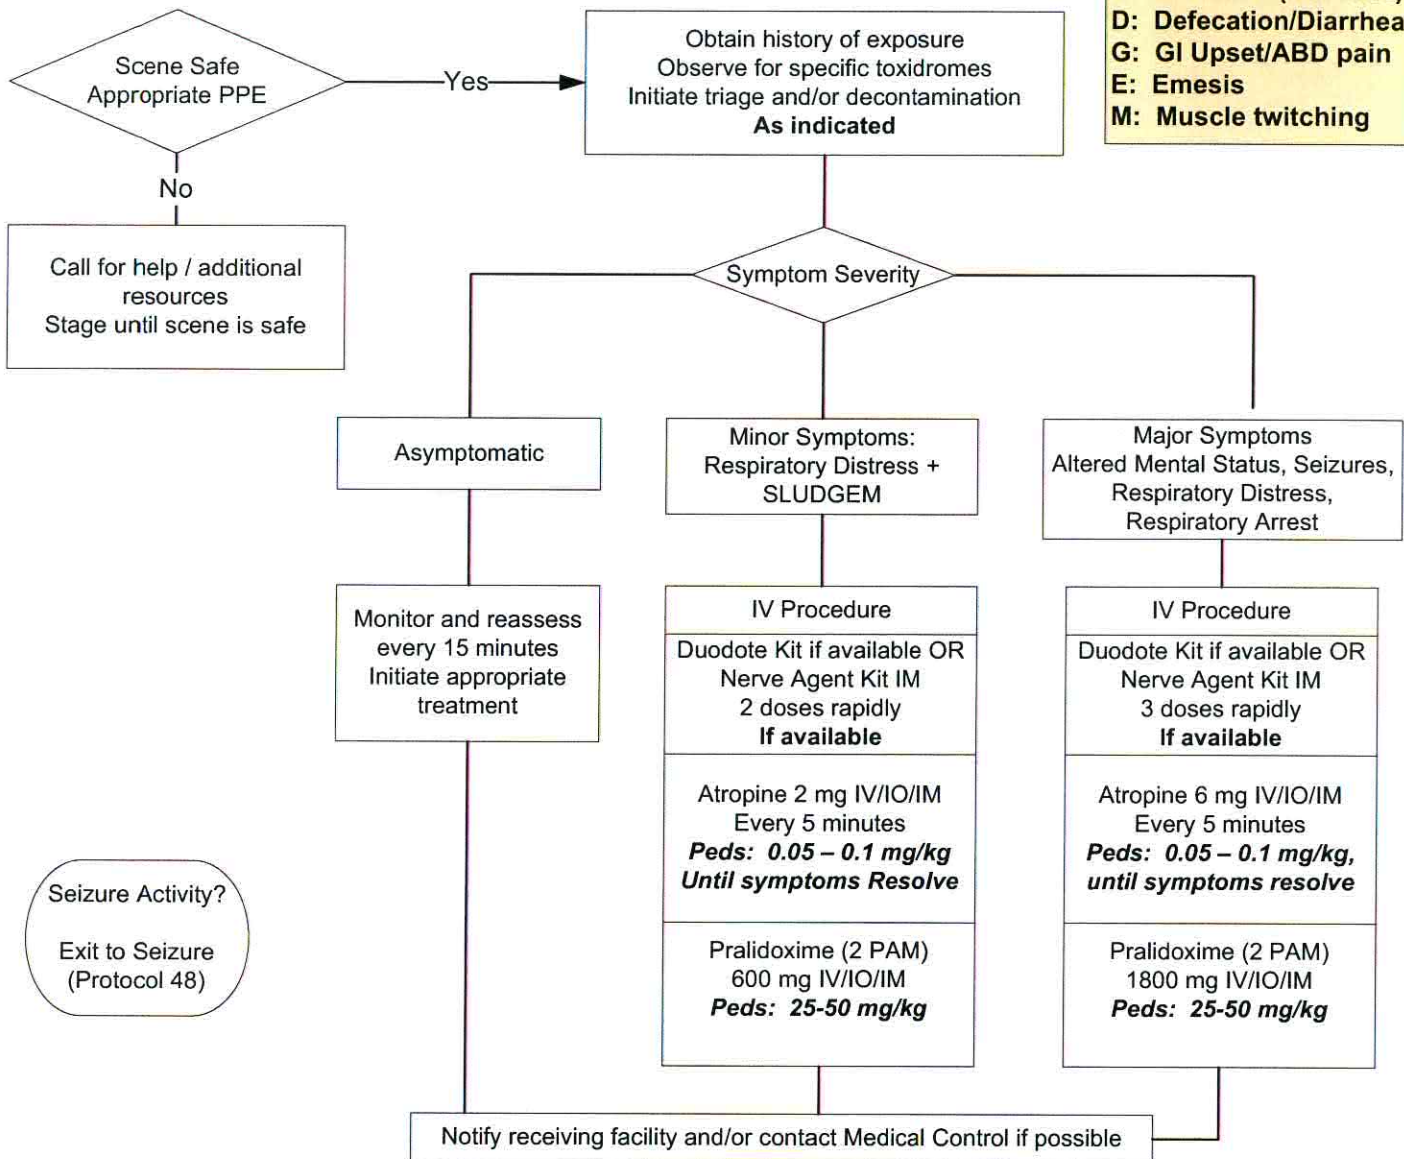 D: Defecation/Diarrhea
G: GI Upset/ABD pain
E: Emesis
M: Muscle twitching
Scene Safe
Appropriate PPE
Yes
Obtain history of exposure
Observe for specific toxidromes
Initiate triage and/or decontamination
As indicated
No
Call for help / additional
resources
Stage until scene is safe
Symptom Severity
Asymptomatic
Minor Symptoms:
Respiratory Distress +
SLUDGEM
Major Symptoms
Altered Mental Status, Seizures,
Respiratory Distress,
Respiratory Arrest
Monitor and reassess
every 15 minutes
Initiate appropriate
treatment
IV Procedure
Duodote Kit if available OR
Nerve Agent Kit IM
2 doses rapidly
If available
Atropine 2 mg IV/IO/IM
Every 5 minutes
Peds: 0.05 – 0.1 mg/kg
Until symptoms Resolve
Pralidoxime (2 PAM)
600 mg IV/IO/IM
Peds: 25-50 mg/kg
IV Procedure
Duodote Kit if available OR
Nerve Agent Kit IM
3 doses rapidly
If available
Atropine 6 mg IV/IO/IM
Every 5 minutes
Peds: 0.05 – 0.1 mg/kg,
until symptoms resolve
Pralidoxime (2 PAM)
1800 mg IV/IO/IM
Peds: 25-50 mg/kg
Seizure Activity?
Exit to Seizure
(Protocol 48)
Notify receiving facility and/or contact Medical Control if possible